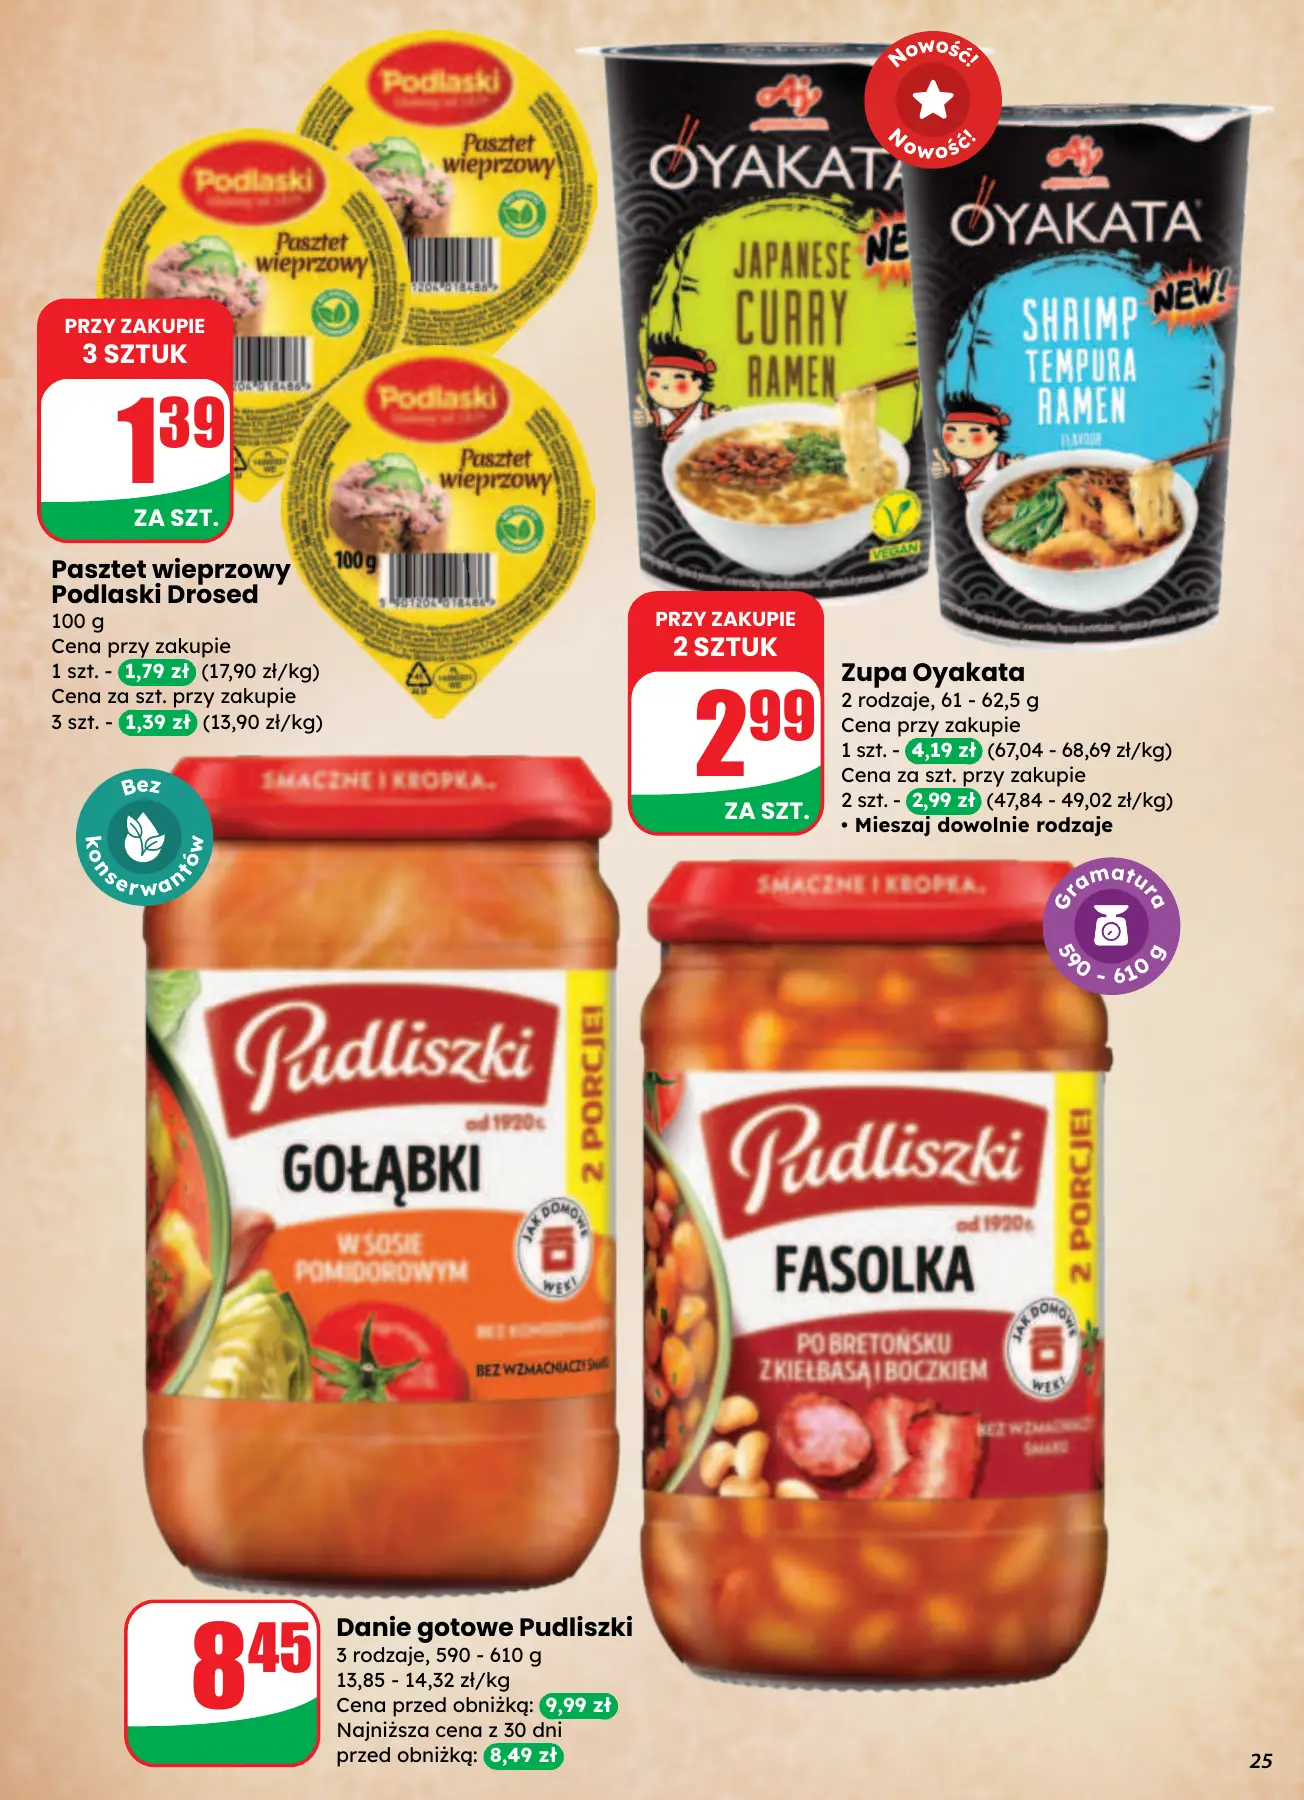 Podlaski
Pasztet
wieprzowy
Podlaski
Pasztet
wieprzowy
Podlaski
Pasztet
wieprzowy
100 g
PRZY ZAKUPIE
3 SZTUK
1 39
ZA SZT.
Pasztet wieprzowy
Podlaski Drosed
100 g
Cena przy zakupie
1 szt. - 1,79 zł (17,90 zł/kg)
Cena za szt. przy zakupie
3 szt. - 1,39 zł (13,90 zł/kg)
Nowość!
Nowość!
OYAKATA
JAPANESE
CURRY
RAMEN
VEGAN
OYAKATA
NEW!
SHRIMP
TEMPURA
RAMEN
FLAVOUR
PRZY ZAKUPIE
2 SZTUK
2 99
ZA SZT.
Zupa Oyakata
2 rodzaje, 61 - 62,5 g
Cena przy zakupie
1 szt. - 4,19 zł (67,04 - 68,69 zł/kg)
Cena za szt. przy zakupie
2 szt. - 2,99 zł (47,84 - 49,02 zł/kg)
• Mieszaj dowolnie rodzaje
Bez
konserwantów
SMACZNE I KROPKA.
Pudliszki
od 1920 r.
2 PORCJE!
GOŁĄBKI
W SOSIE
POMIDOROWYM
JAK DOMOWE
WEKI
BEZ WZMACNIACZY SMAKU
Gramatura
590 - 610 g
SMACZNE I KROPKA.
Pudliszki
od 1920 r.
2 PORCJE!
FASOLKA
PO BRETOŃSKU
Z KIEŁBASĄ I BOCZKIEM
JAK DOMOWE
WEKI
BEZ WZMACNIACZY
SMAKU
8 45
Danie gotowe Pudliszki
3 rodzaje, 590 - 610 g
13,85 - 14,32 zł/kg
Cena przed obniżką: 9,99 zł
Najniższa cena z 30 dni
przed obniżką: 8,49 zł
25